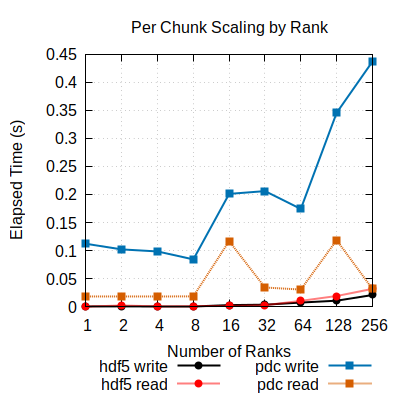 Per Chunk Scaling by Rank
Elapsed Time (s)
0.45
0.4
0.35
0.3
0.25
0.2
0.15
0.1
0.05
0
1 2 4 8 16 32 64 128 256
Number of Ranks
hdf5 write pdc write
hdf5 read pdc read